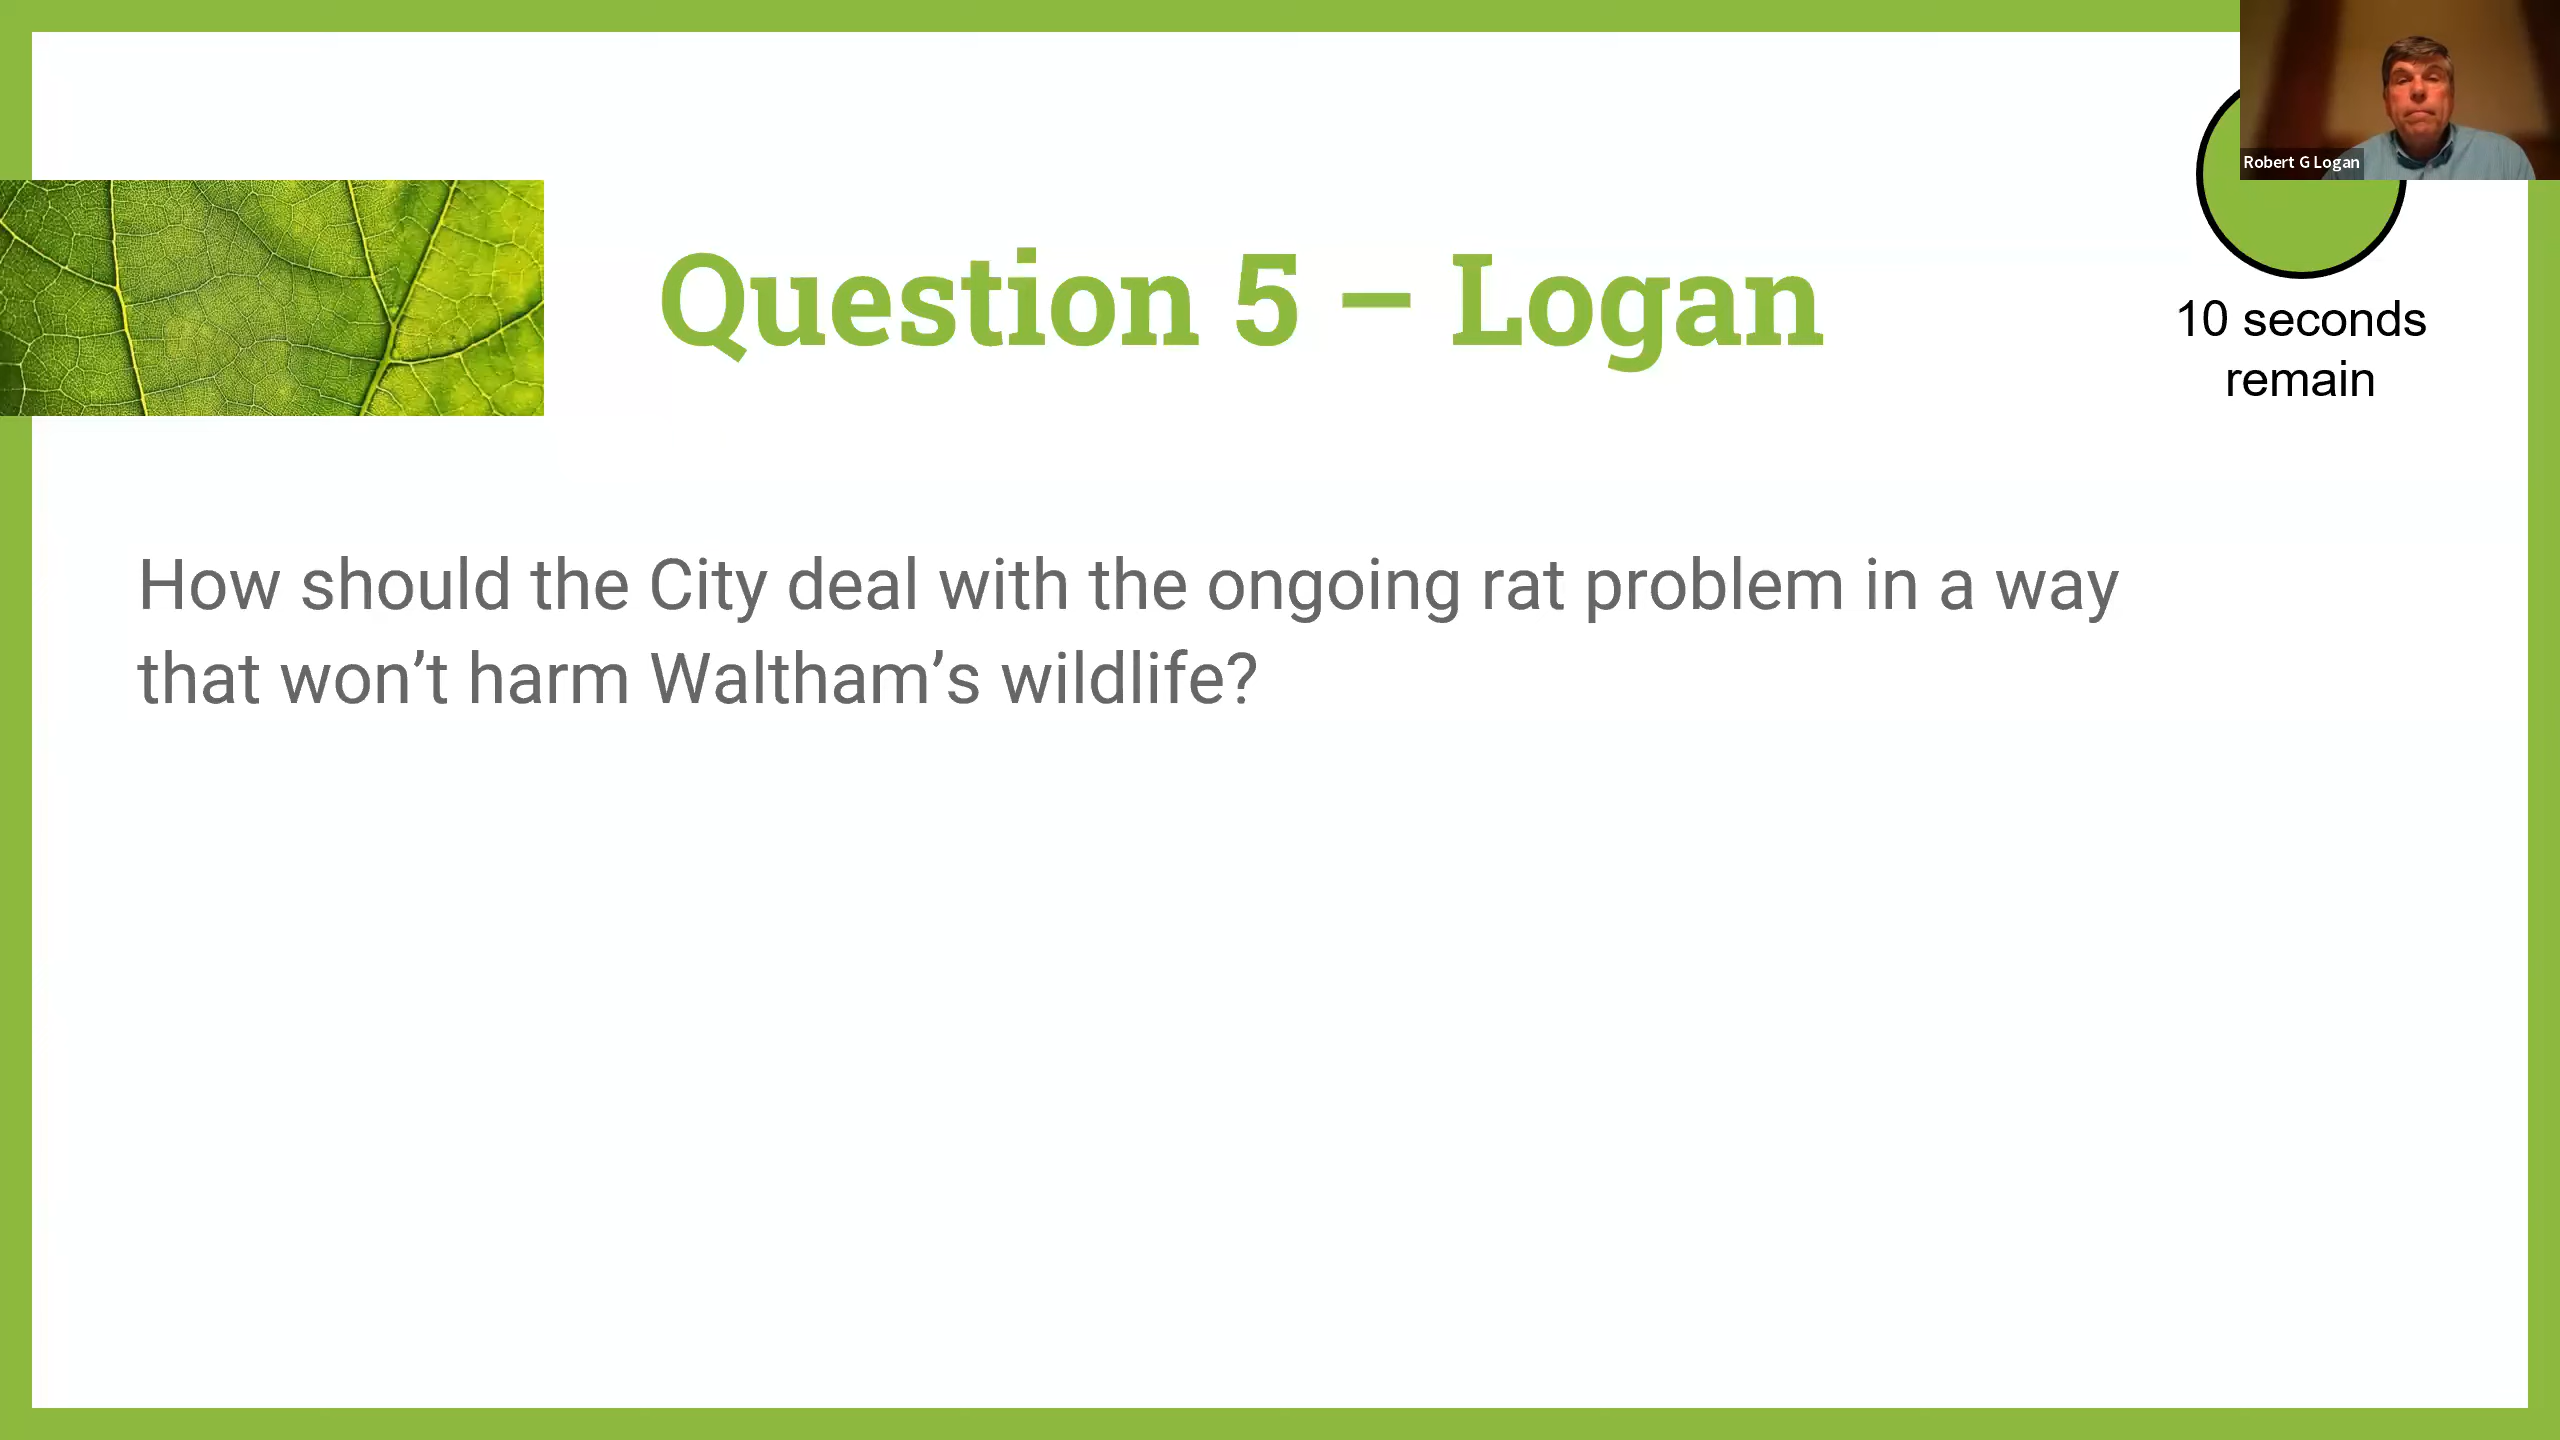 Robert G Logan
Question 5 – Logan
10 seconds
remain
How should the City deal with the ongoing rat problem in a way
that won’t harm Waltham’s wildlife?